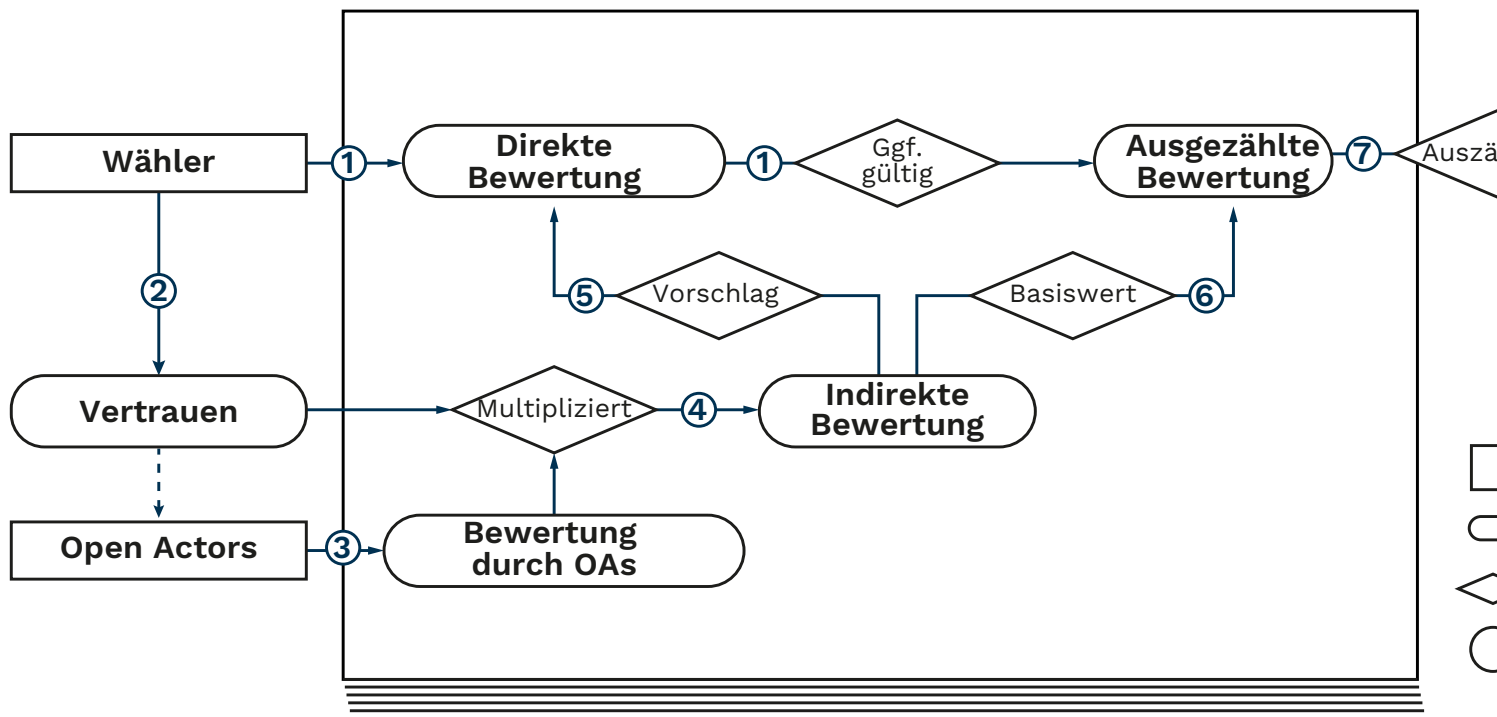 Wähler
1
Direkte
Bewertung
1
Ggf.
gültig
Ausgezählte
Bewertung
7
2
5
Vorschlag
Basiswert
6
Vertrauen
Multipliziert
4
Indirekte
Bewertung
Open Actors
3
Bewertung
durch OAs